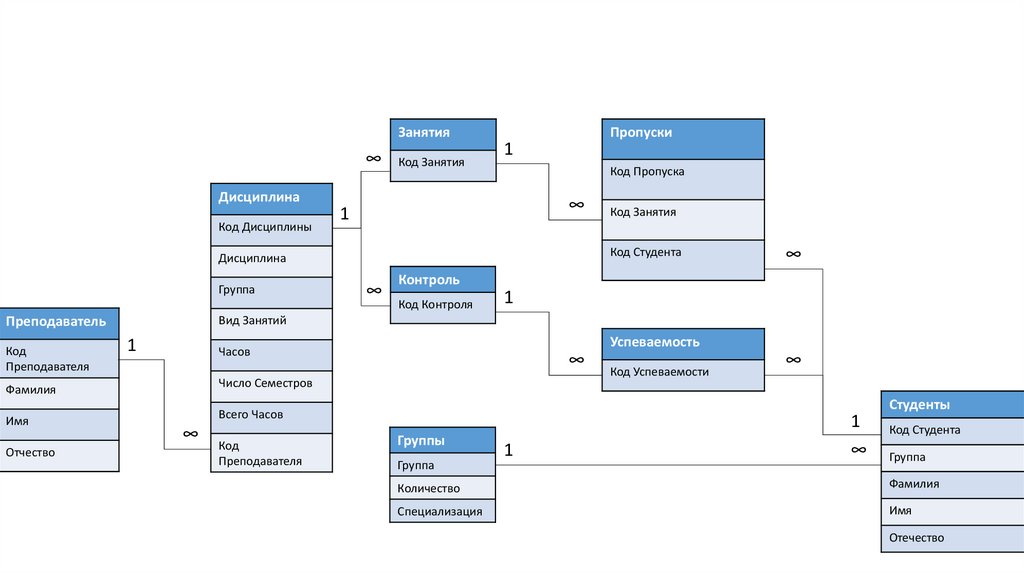 Преподаватель
Код
Преподавателя
Фамилия
Имя
Отчество
1
∞
Дисциплина
Код Дисциплины
Дисциплина
Группа
Вид Занятий
Часов
Число Семестров
Всего Часов
Код
Преподавателя
1
∞
∞
Занятия
Код Занятия
1
∞
Контроль
Код Контроля
1
∞
Группы
Группа
Количество
Специализация
1
∞
Пропуски
Код Пропуска
Код Занятия
Код Студента
∞
Успеваемость
Код Успеваемости
∞
1
Студенты
Код Студента
Группа
Фамилия
Имя
Отечество